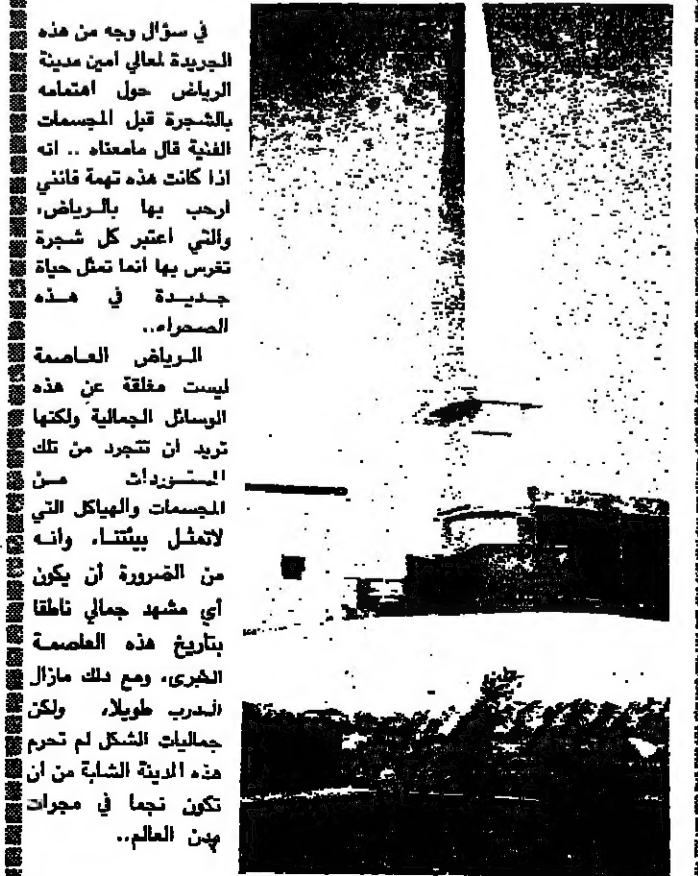 في سؤال وجه من هذه
الجريدة لمعالي امين مدينة
الرياض حول اهتمامه
بالشجرة قبل المجسمات
الفنية قال مامعناه .. انه
اذا كانت هذه تهمة فانني
ارحب بها بالرياض،
والتي اعتبر كل شجرة
تغرس بها انما تمثل حياة
جديدة في هذه
الصحراء..
الرياض العاصمة
ليست مغلقة عن هذه
الوسائل الجمالية ولكنها
تريد ان تتجرد من تلك
المستوردات من
المجسمات والهياكل التي
لاتمثل بيئتنا، وانه
من الضرورة أن يكون
أي مشهد جمالي ناطقا
بتاريخ هذه العاصمة
الكبرى، ومع ذلك مازال
الدرب طويلا، ولكن
جماليات الشكل لم تحرم
هذه المدينة الشابة من ان
تكون نجما في مجرات
مدن العالم..